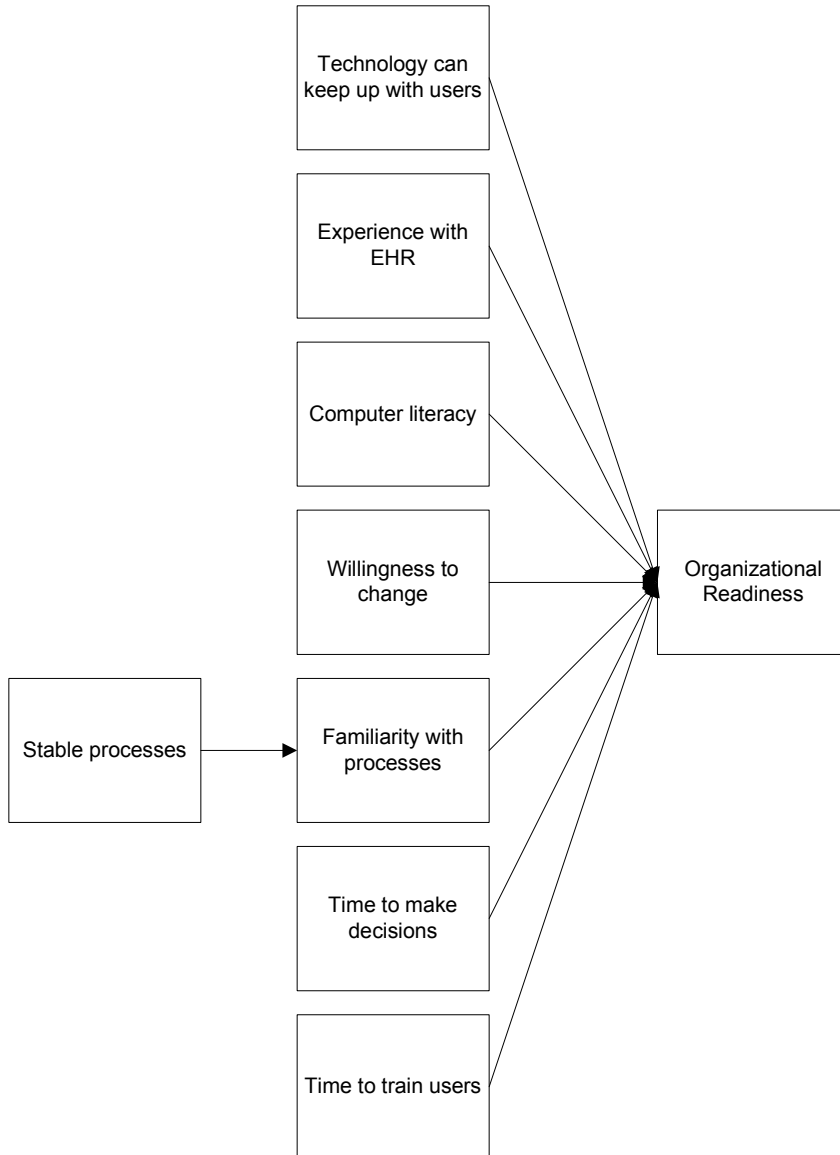 Technology can
keep up with users
Experience with
EHR
Computer literacy
Willingness to
change
Organizational
Readiness
Stable processes
Familiarity with
processes
Time to make
decisions
Time to train users